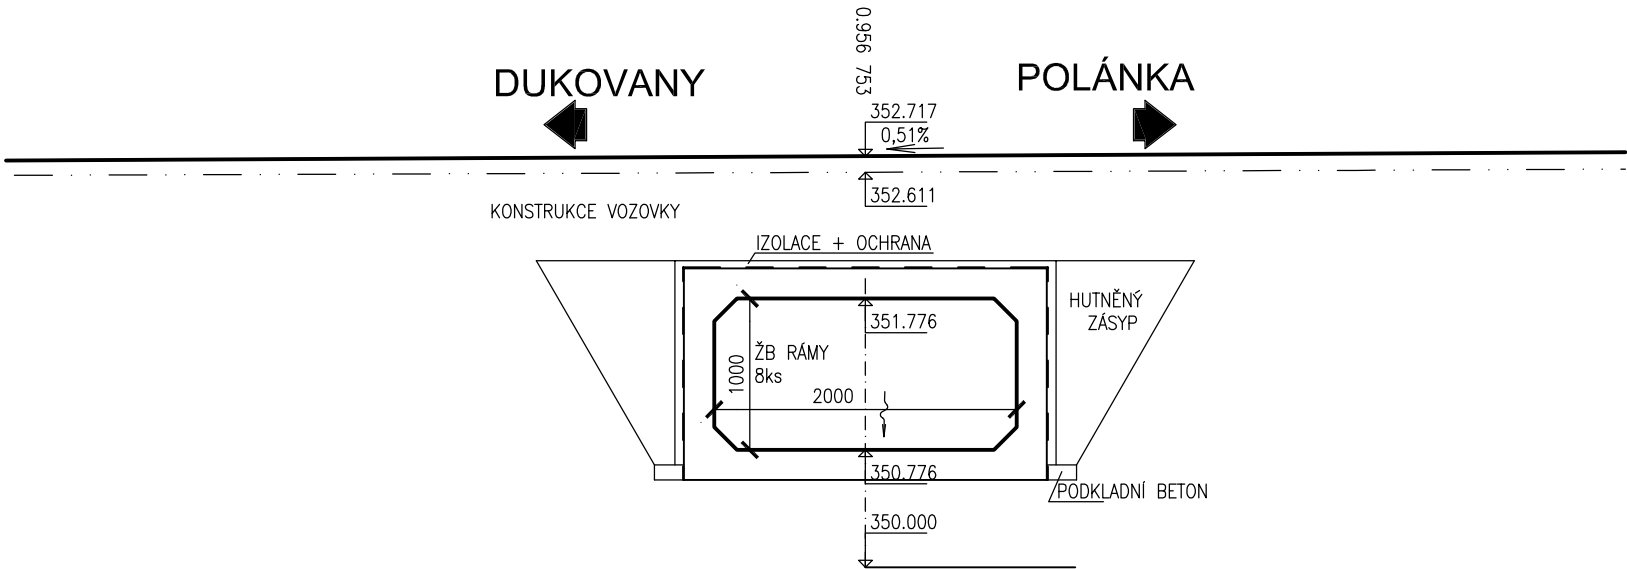 0.956 753
DUKOVANY
POLÁNKA
352.717
0,51%
352.611
KONSTRUKCE VOZOVKY
IZOLACE + OCHRANA
HUTNĚNÝ
ZÁSYP
351.776
ŽB RÁMY
8ks
1000
2000
350.776
PODKLADNÍ BETON
350.000